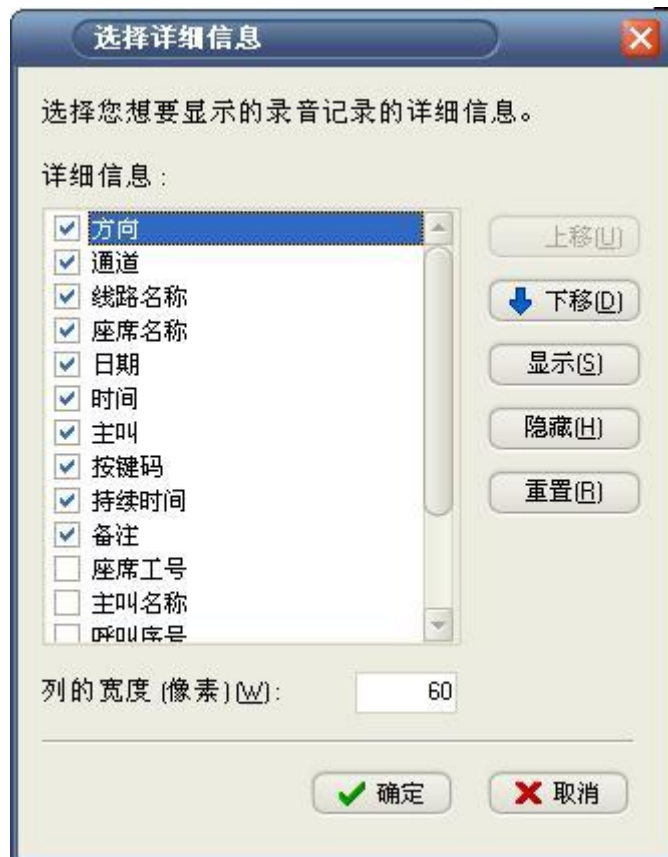 选择详细信息
选择您想要显示的录音记录的详细信息。
详细信息:
方向
通道
线路名称
座席名称
日期
时间
主叫
按键码
持续时间
备注
座席工号
主叫名称
呼叫序号
上移(U)
下移(D)
显示(S)
隐藏(H)
重置(R)
列的宽度(像素)(W): 60
确定
取消